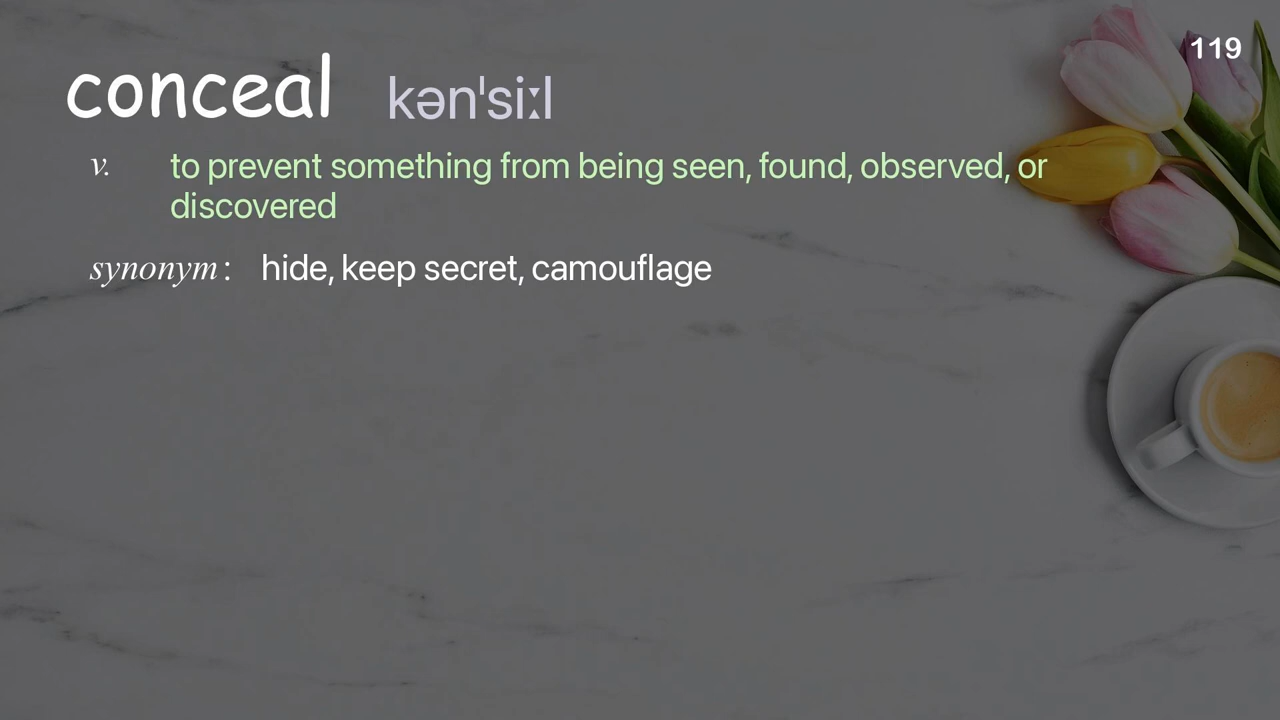 119
conceal kən'siːl
v. to prevent something from being seen, found, observed, or
discovered
synonym : hide, keep secret, camouflage